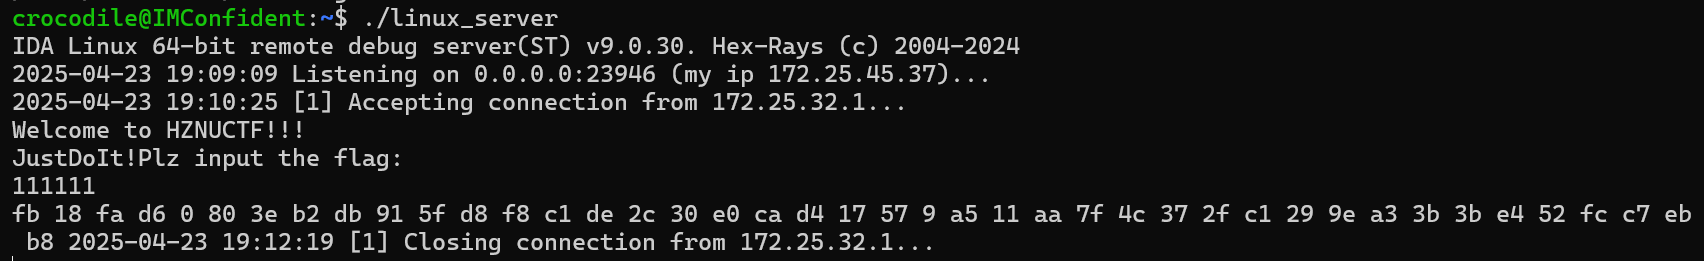 crocodile@IMConfident:~$ ./linux_server
IDA Linux 64-bit remote debug server(ST) v9.0.30. Hex-Rays (c) 2004-2024
2025-04-23 19:09:09 Listening on 0.0.0.0:23946 (my ip 172.25.45.37)...
2025-04-23 19:10:25 [1] Accepting connection from 172.25.32.1...
Welcome to HZNUCTF!!!
JustDoIt!Plz input the flag:
111111
fb 18 fa d6 0 80 3e b2 db 91 5f d8 f8 c1 de 2c 30 e0 ca d4 17 57 9 a5 11 aa 7f 4c 37 2f c1 29 9e a3 3b 3b e4 52 fc c7 eb
b8 2025-04-23 19:12:19 [1] Closing connection from 172.25.32.1...